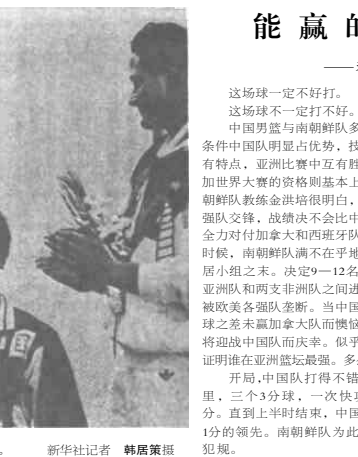 能 赢 的
——
这场球一定不好打。
这场球不一定打不好。
中国男篮与南朝鲜队多
条件中国队明显占优势，技
有特点，亚洲比赛中互有胜
加世界大赛的资格则基本上
朝鲜队教练金洪培很明白，
强队交锋，战绩决不会比中
全力对付加拿大和西班牙队
时候，南朝鲜队满不在乎地
居小组之末。决定9—12名
亚洲队和两支非洲队之间进
被欧美各强队垄断。当中国
球之差未赢加拿大队而懊恼
将迎战中国队而庆幸。似乎
证明谁在亚洲篮坛最强。多
开局，中国队打得不错
里，三个3分球，一次快攻
分。直到上半时结束，中国
1分的领先。南朝鲜队为此
犯规。
。 新华社记者 韩居策摄